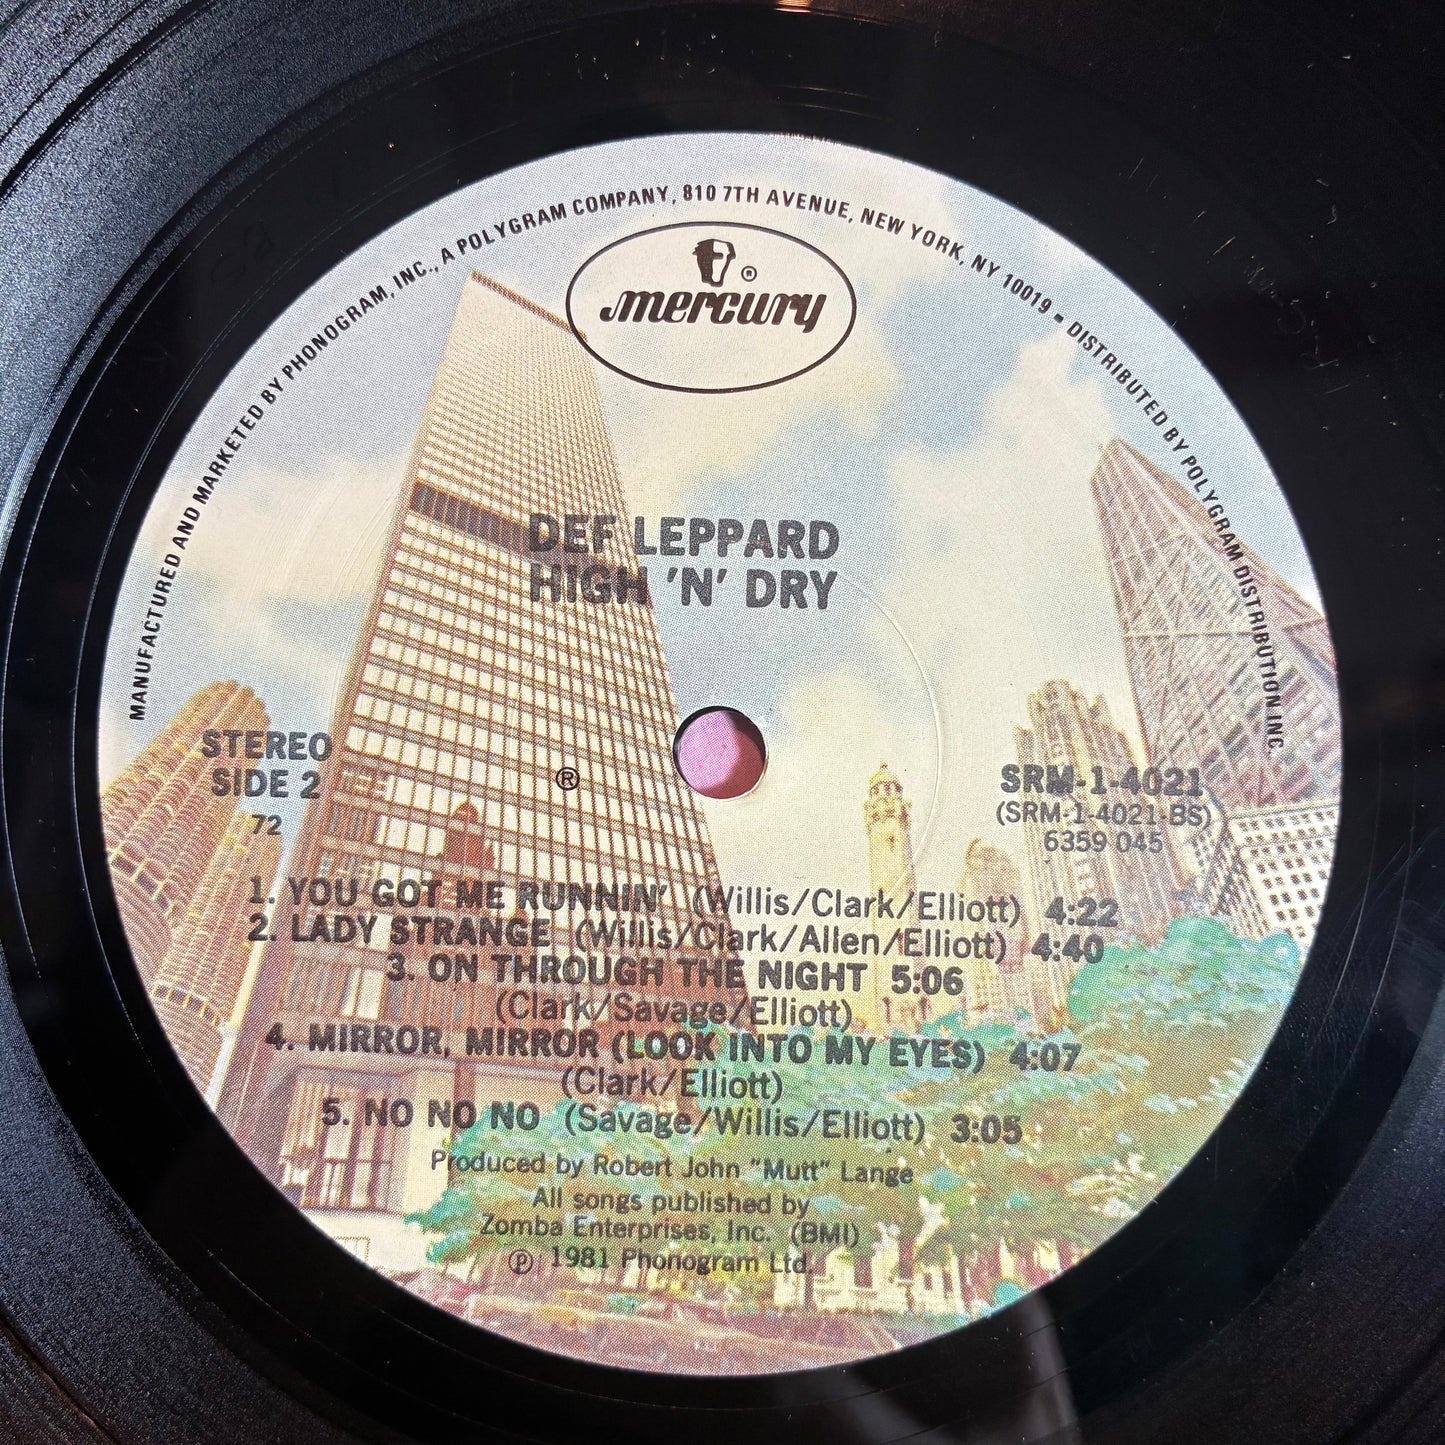 MANUFACTURED AND MARKETED BY PHONOGRAM, INC., A POLYGRAM COMPANY, 810 7TH AVENUE, NEW YORK, NY 10019 ▪ DISTRIBUTED BY POLYGRAM DISTRIBUTION INC
®
mercury
DEF LEPPARD
HIGH 'N' DRY
STEREO
SIDE 2
72
®
SRM-1-4021
(SRM-1-4021-BS)
6359 045
1. YOU GOT ME RUNNIN' (Willis/Clark/Elliott) 4:22
2. LADY STRANGE (Willis/Clark/Allen/Elliott) 4:40
3. ON THROUGH THE NIGHT 5:06
(Clark/Savage/Elliott)
4. MIRROR, MIRROR (LOOK INTO MY EYES) 4:07
(Clark/Elliott)
5. NO NO NO (Savage/Willis/Elliott) 3:05
Produced by Robert John "Mutt" Lange
All songs published by
Zomba Enterprises, Inc. (BMI)
℗ 1981 Phonogram Ltd.